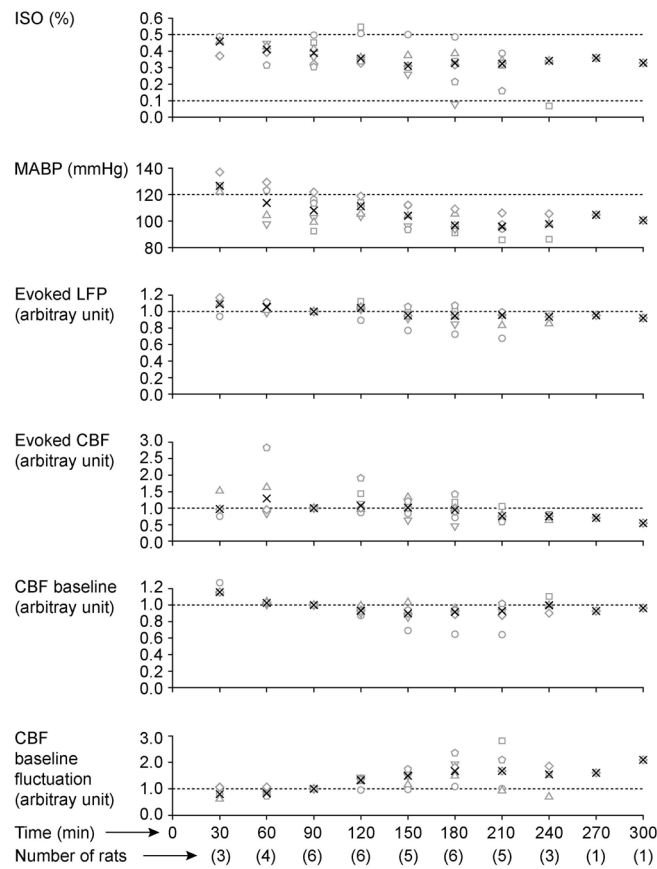 ISO (%)
0.6
0.5
0.4
0.3
0.2
0.1
0.0
MABP (mmHg)
140
120
100
80
Evoked LFP
(arbitray unit)
1.2
1.0
0.8
0.6
0.4
0.2
0.0
Evoked CBF
(arbitray unit)
3.0
2.5
2.0
1.5
1.0
0.5
0.0
CBF baseline
(arbitray unit)
1.2
1.0
0.8
0.6
0.4
0.2
0.0
CBF
baseline
fluctuation
(arbitray unit)
3.0
2.0
1.0
0.0
Time (min) 0 30 60 90 120 150 180 210 240 270 300
Number of rats (3) (4) (6) (6) (5) (6) (5) (3) (1) (1)